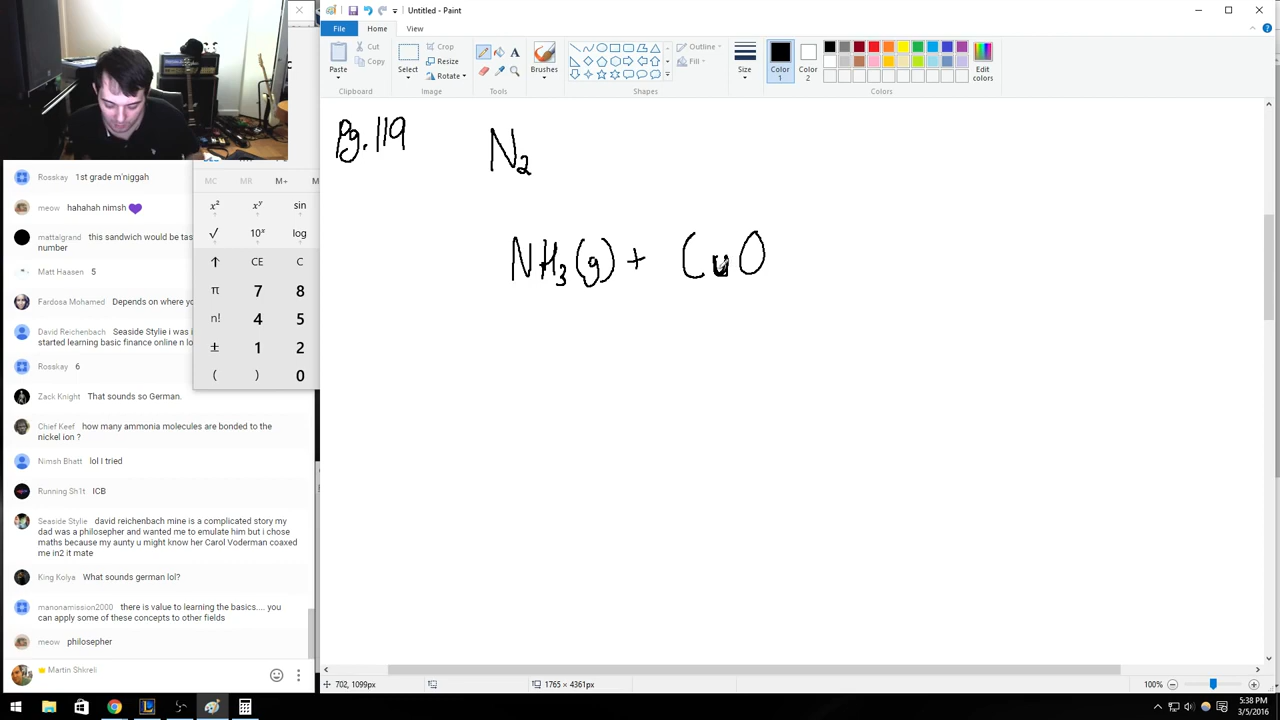 Untitled - Paint
File Home View
Paste
Cut
Copy
Clipboard
Select
Crop
Resize
Rotate
Image
Tools
Brushes
Outline
Fill
Shapes
Size
Color 1
Color 2
Edit colors
Colors
Pg. 119
N2
NH3(g) + CuO
MC MR M+ M
x² xʸ sin
√ 10ˣ log
↑ CE C
π 7 8
n! 4 5
± 1 2
( ) 0
Rosskay 1st grade m'niggah
meow hahahah nimsh
mattalgrand this sandwich would be tas
number
Matt Haasen 5
Fardosa Mohamed Depends on where yo
David Reichenbach Seaside Stylie i was i
started learning basic finance online n lo
Rosskay 6
Zack Knight That sounds so German.
Chief Keef how many ammonia molecules are bonded to the
nickel ion ?
Nimsh Bhatt lol I tried
Running Sh1t ICB
Seaside Stylie david reichenbach mine is a complicated story my
dad was a philosepher and wanted me to emulate him but i chose
maths because my aunty u might know her Carol Voderman coaxed
me in2 it mate
King Kolya What sounds german lol?
manonamission2000 there is value to learning the basics.... you
can apply some of these concepts to other fields
meow philosepher
Martin Shkreli
702, 1099px
1765 × 4361px
100%
5:38 PM
3/5/2016